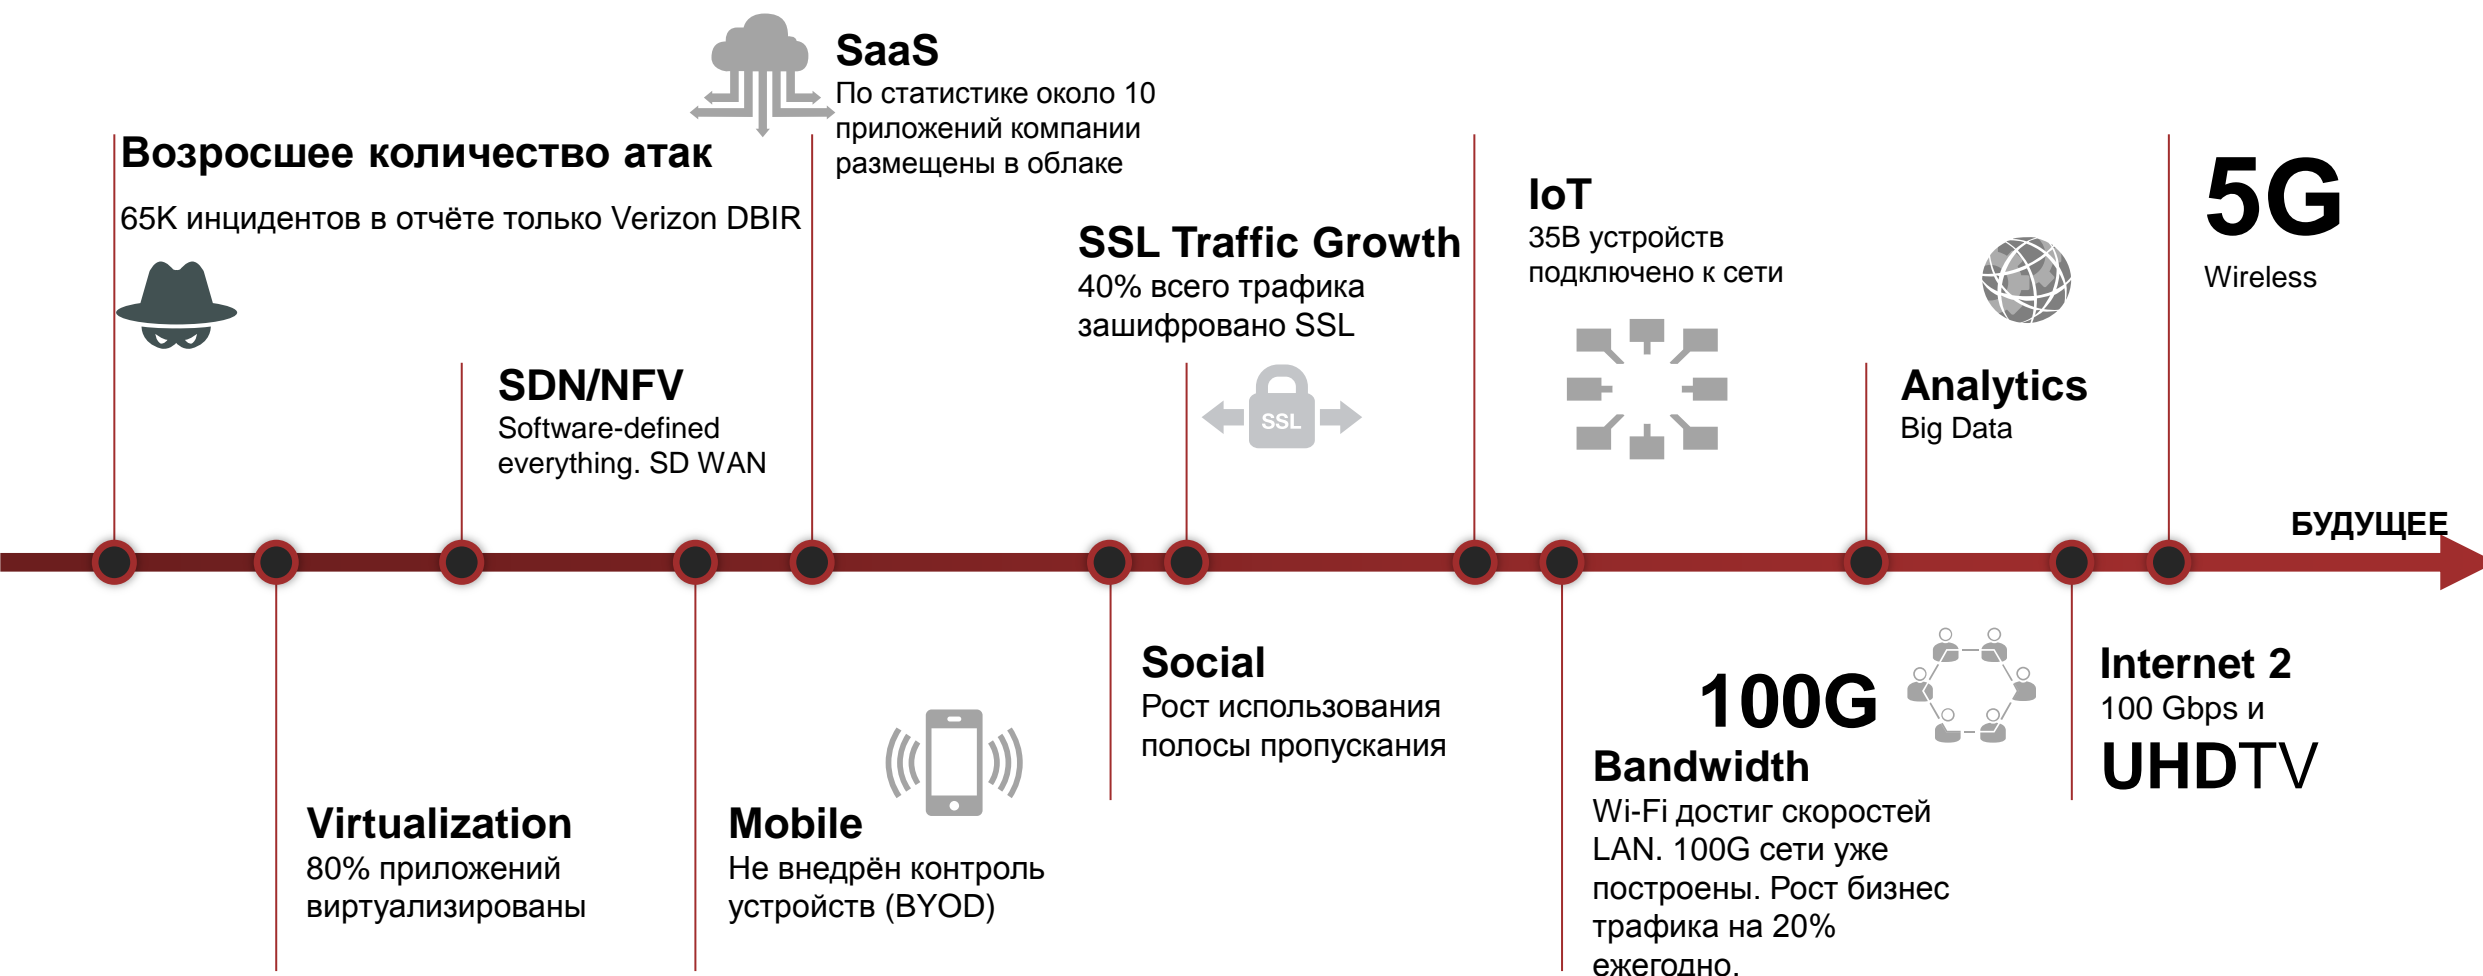 SaaS
По статистике около 10
приложений компании
размещены в облаке
Возросшее количество атак
65K инцидентов в отчёте только Verizon DBIR
SDN/NFV
Software-defined
everything. SD WAN
SSL Traffic Growth
40% всего трафика
зашифровано SSL
SSL
IoT
35B устройств
подключено к сети
Analytics
Big Data
5G
Wireless
БУДУЩЕЕ
Virtualization
80% приложений
виртуализированы
Mobile
Не внедрён контроль
устройств (BYOD)
Social
Рост использования
полосы пропускания
100G
Bandwidth
Wi-Fi достиг скоростей
LAN. 100G сети уже
построены. Рост бизнес
трафика на 20%
ежегодно.
Internet 2
100 Gbps и
UHDTV